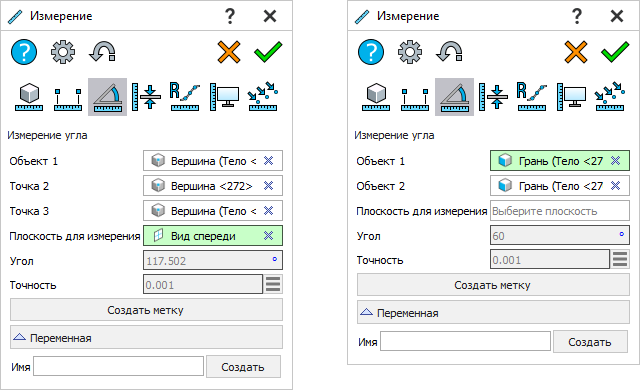 Измерение ?
R
Измерение угла
Объект 1 Вершина (Тело <
Точка 2 Вершина <272>
Точка 3 Вершина (Тело <
Плоскость для измерения Вид спереди
Угол 117.502 °
Точность 0.001
Создать метку
Переменная
Имя Создать
Измерение ?
R
Измерение угла
Объект 1 Грань (Тело <27
Объект 2 Грань (Тело <27
Плоскость для измерения Выберите плоскость
Угол 60 °
Точность 0.001
Создать метку
Переменная
Имя Создать